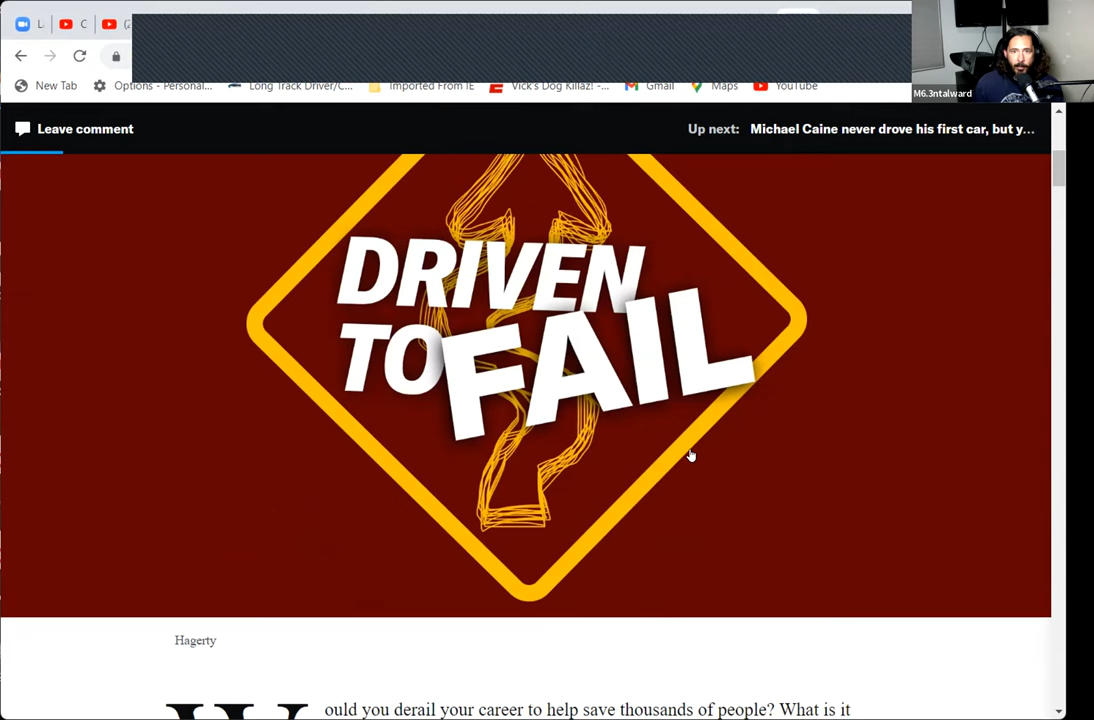 L
C
(2
New Tab
Options - Personal...
Long Track Driver/C...
Imported From IE
Vick's Dog Killaz! -...
Gmail
Maps
YouTube
M6.3ntalward
Leave comment
Up next: Michael Caine never drove his first car, but y...
DRIVEN
TO FAIL
Hagerty
Would you derail your career to help save thousands of people? What is it